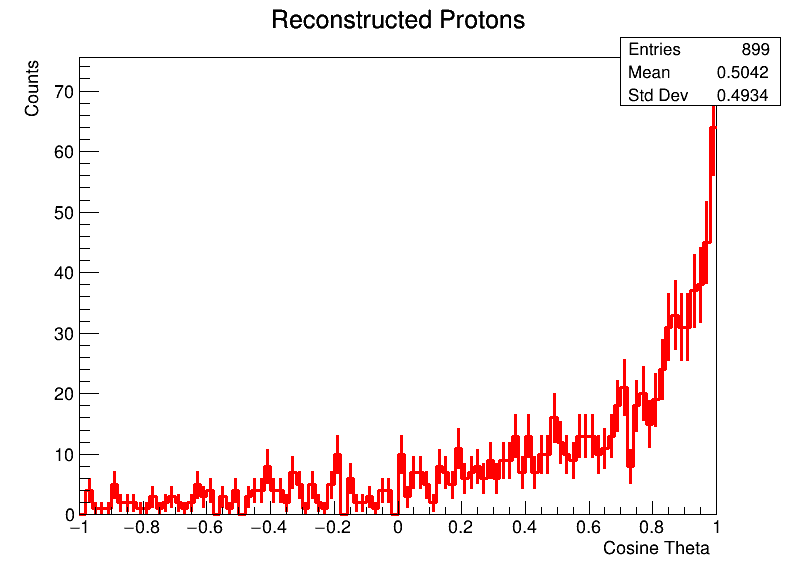 Reconstructed Protons
Entries 899
Mean 0.5042
Std Dev 0.4934
Counts
70
60
50
40
30
20
10
0
−1 −0.8 −0.6 −0.4 −0.2 0 0.2 0.4 0.6 0.8 1
Cosine Theta